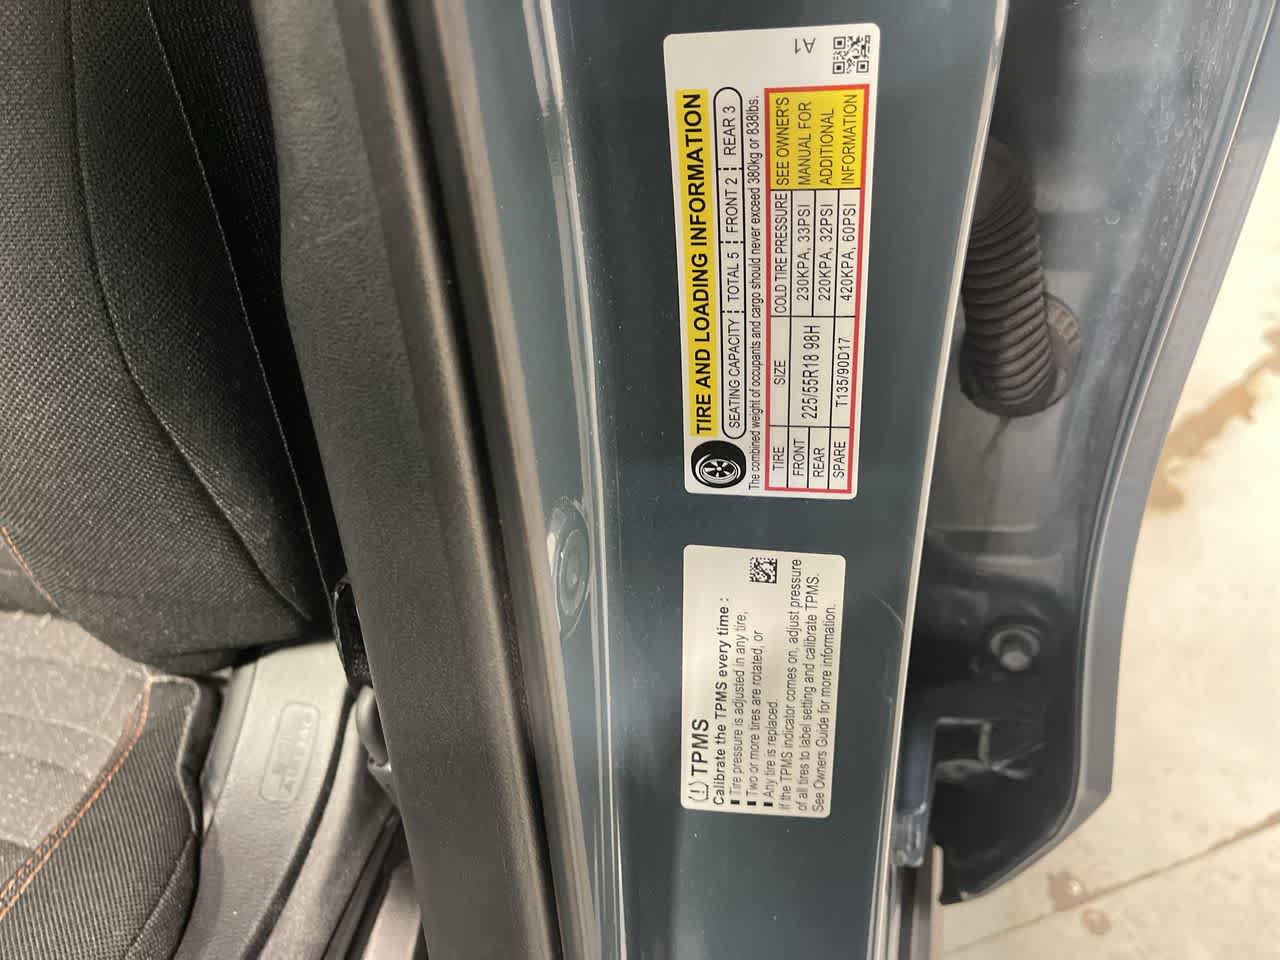 TIRE AND LOADING INFORMATION
SEATING CAPACITY TOTAL 5 FRONT 2 REAR 3
The combined weight of occupants and cargo should never exceed 380kg or 838lbs.
TIRE SIZE COLD TIRE PRESSURE SEE OWNER'S MANUAL FOR ADDITIONAL INFORMATION
FRONT 225/55R18 98H 230KPA, 33PSI
REAR 220KPA, 32PSI
SPARE T135/90D17 420KPA, 60PSI
A1
TPMS
Calibrate the TPMS every time :
■ Tire pressure is adjusted in any tire,
■ Two or more tires are rotated, or
■ Any tire is replaced.
If the TPMS indicator comes on, adjust pressure
of all tires to label setting and calibrate TPMS.
See Owners Guide for more information.